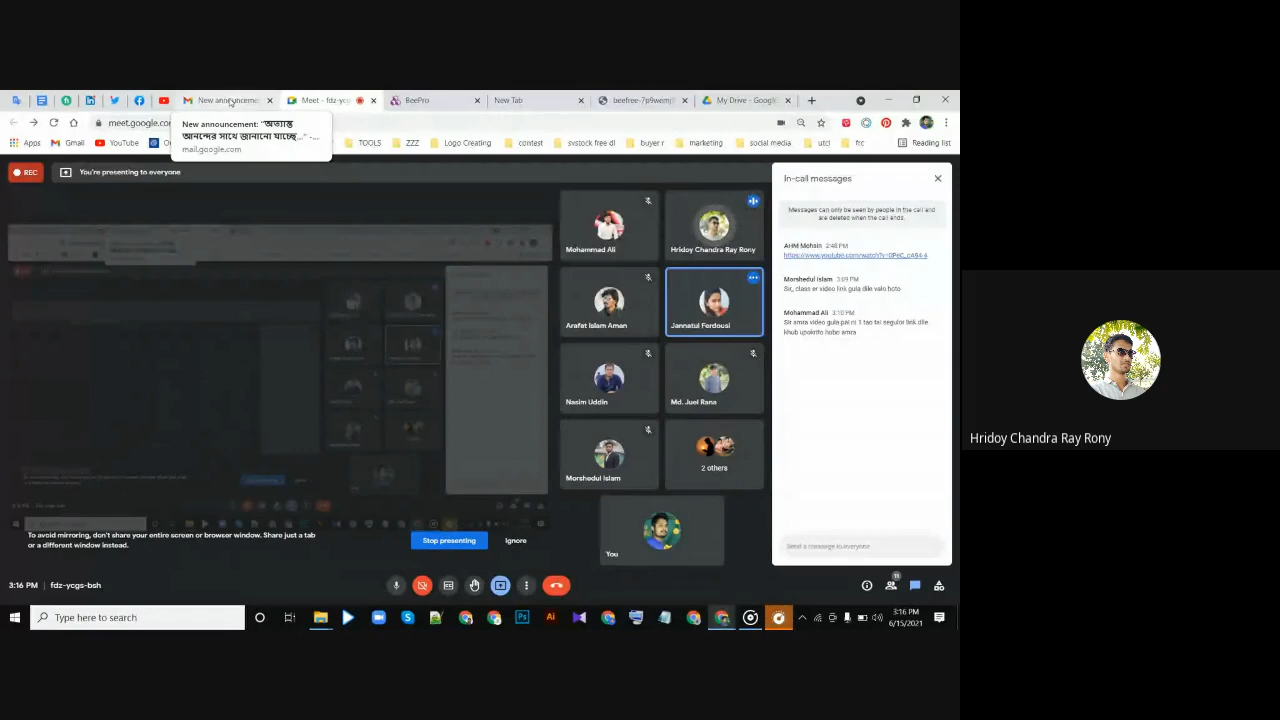 New announceme
Meet - fdz-ycg
BeePro
New Tab
beefree-7p9wemj
My Drive - Google
meet.google.com
New announcement: "অত্যান্ত
আনন্দের সাথে জানানো যাচ্ছে..." -...
mail.google.com
Apps
Gmail
YouTube
TOOLS
ZZZ
Logo Creating
contest
svstock free dl
buyer r
marketing
social media
utcl
frc
Reading list
REC
You're presenting to everyone
In-call messages
Messages can only be seen by people in the call and
are deleted when the call ends.
AHM Mohsin 2:48 PM
Morshedul Islam 3:09 PM
Sir, class er video link gula dile valo hoto
Mohammad Ali 3:10 PM
Sir amra video gula pai ni 1 tao tai segulor link dile
khub upokrito hobo amra
Mohammad Ali
Hridoy Chandra Ray Rony
Arafat Islam Aman
Jannatul Ferdousi
Nasim Uddin
Md. Juel Rana
Morshedul Islam
2 others
You
To avoid mirroring, don't share your entire screen or browser window. Share just a tab
or a different window instead.
Stop presenting
Ignore
Send a message to everyone
3:16 PM | fdz-ycgs-bsh
Type here to search
3:16 PM
6/15/2021
Hridoy Chandra Ray Rony